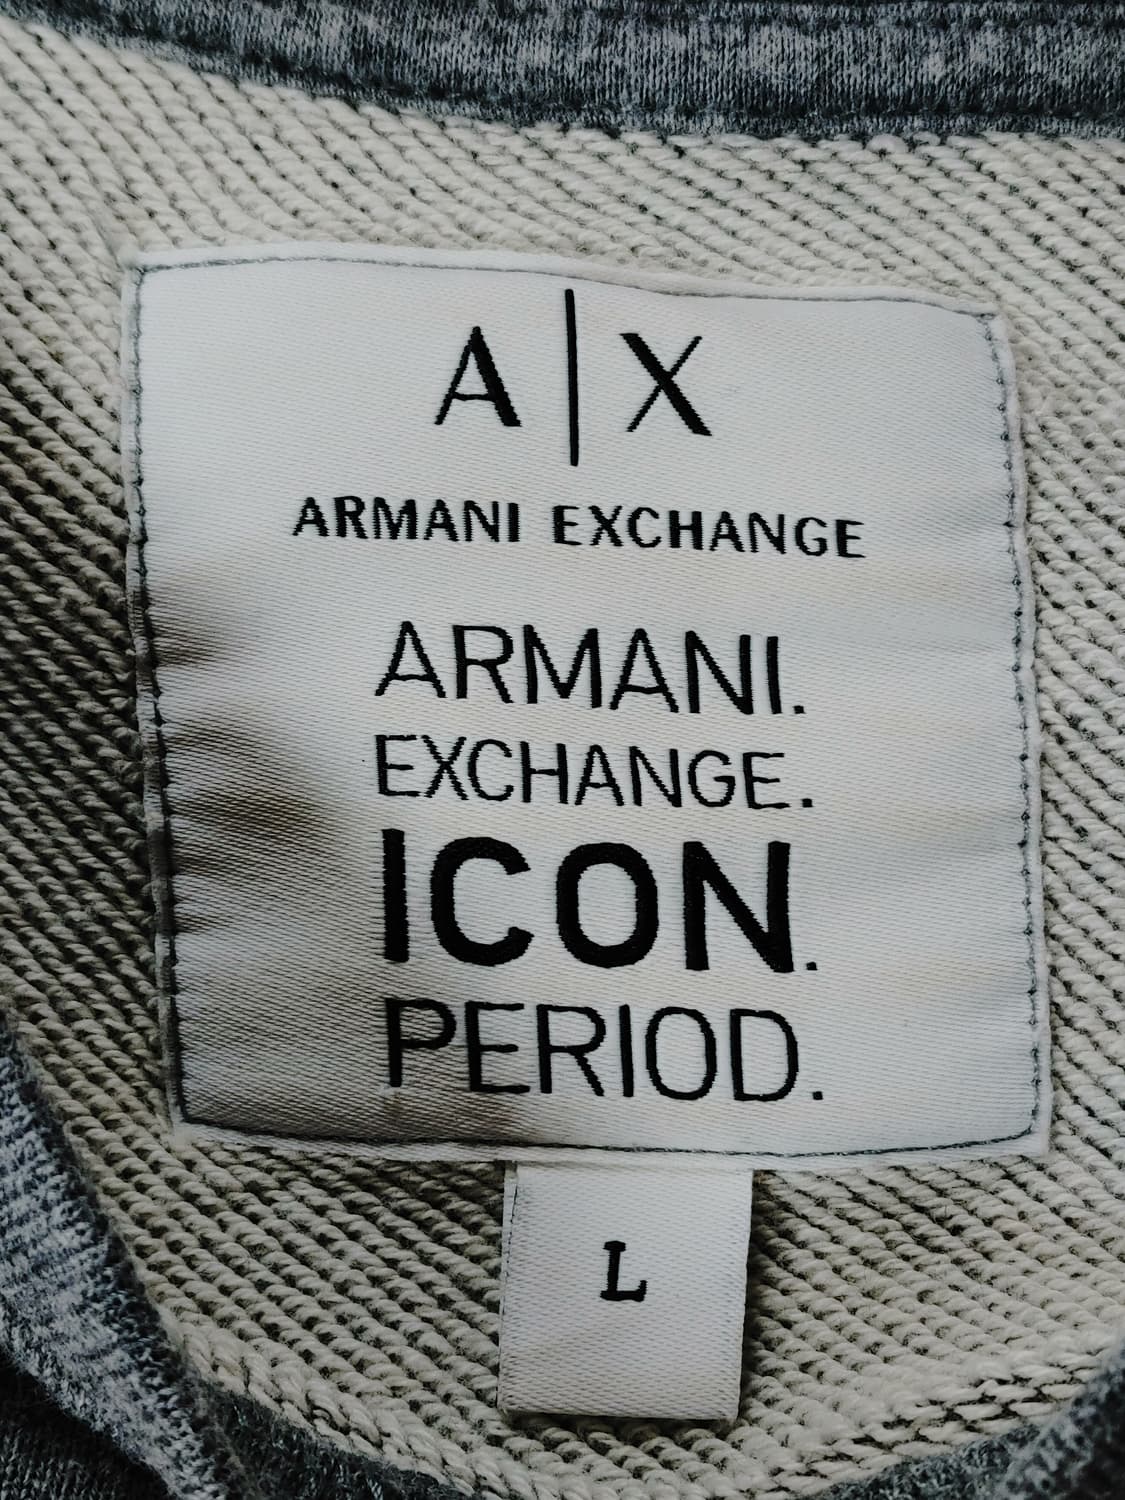 A|X
ARMANI EXCHANGE
ARMANI.
EXCHANGE.
ICON.
PERIOD.
L